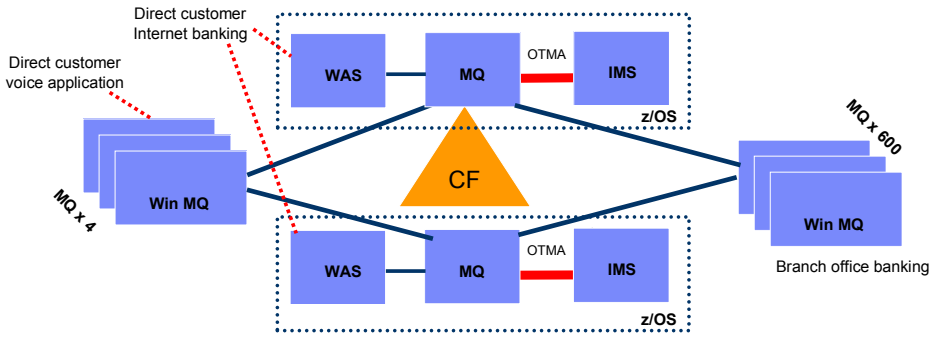 Direct customer
Internet banking
Direct customer
voice application
WAS
MQ
OTMA
IMS
z/OS
MQ x 4
Win MQ
CF
MQ x 600
Win MQ
Branch office banking
WAS
MQ
OTMA
IMS
z/OS